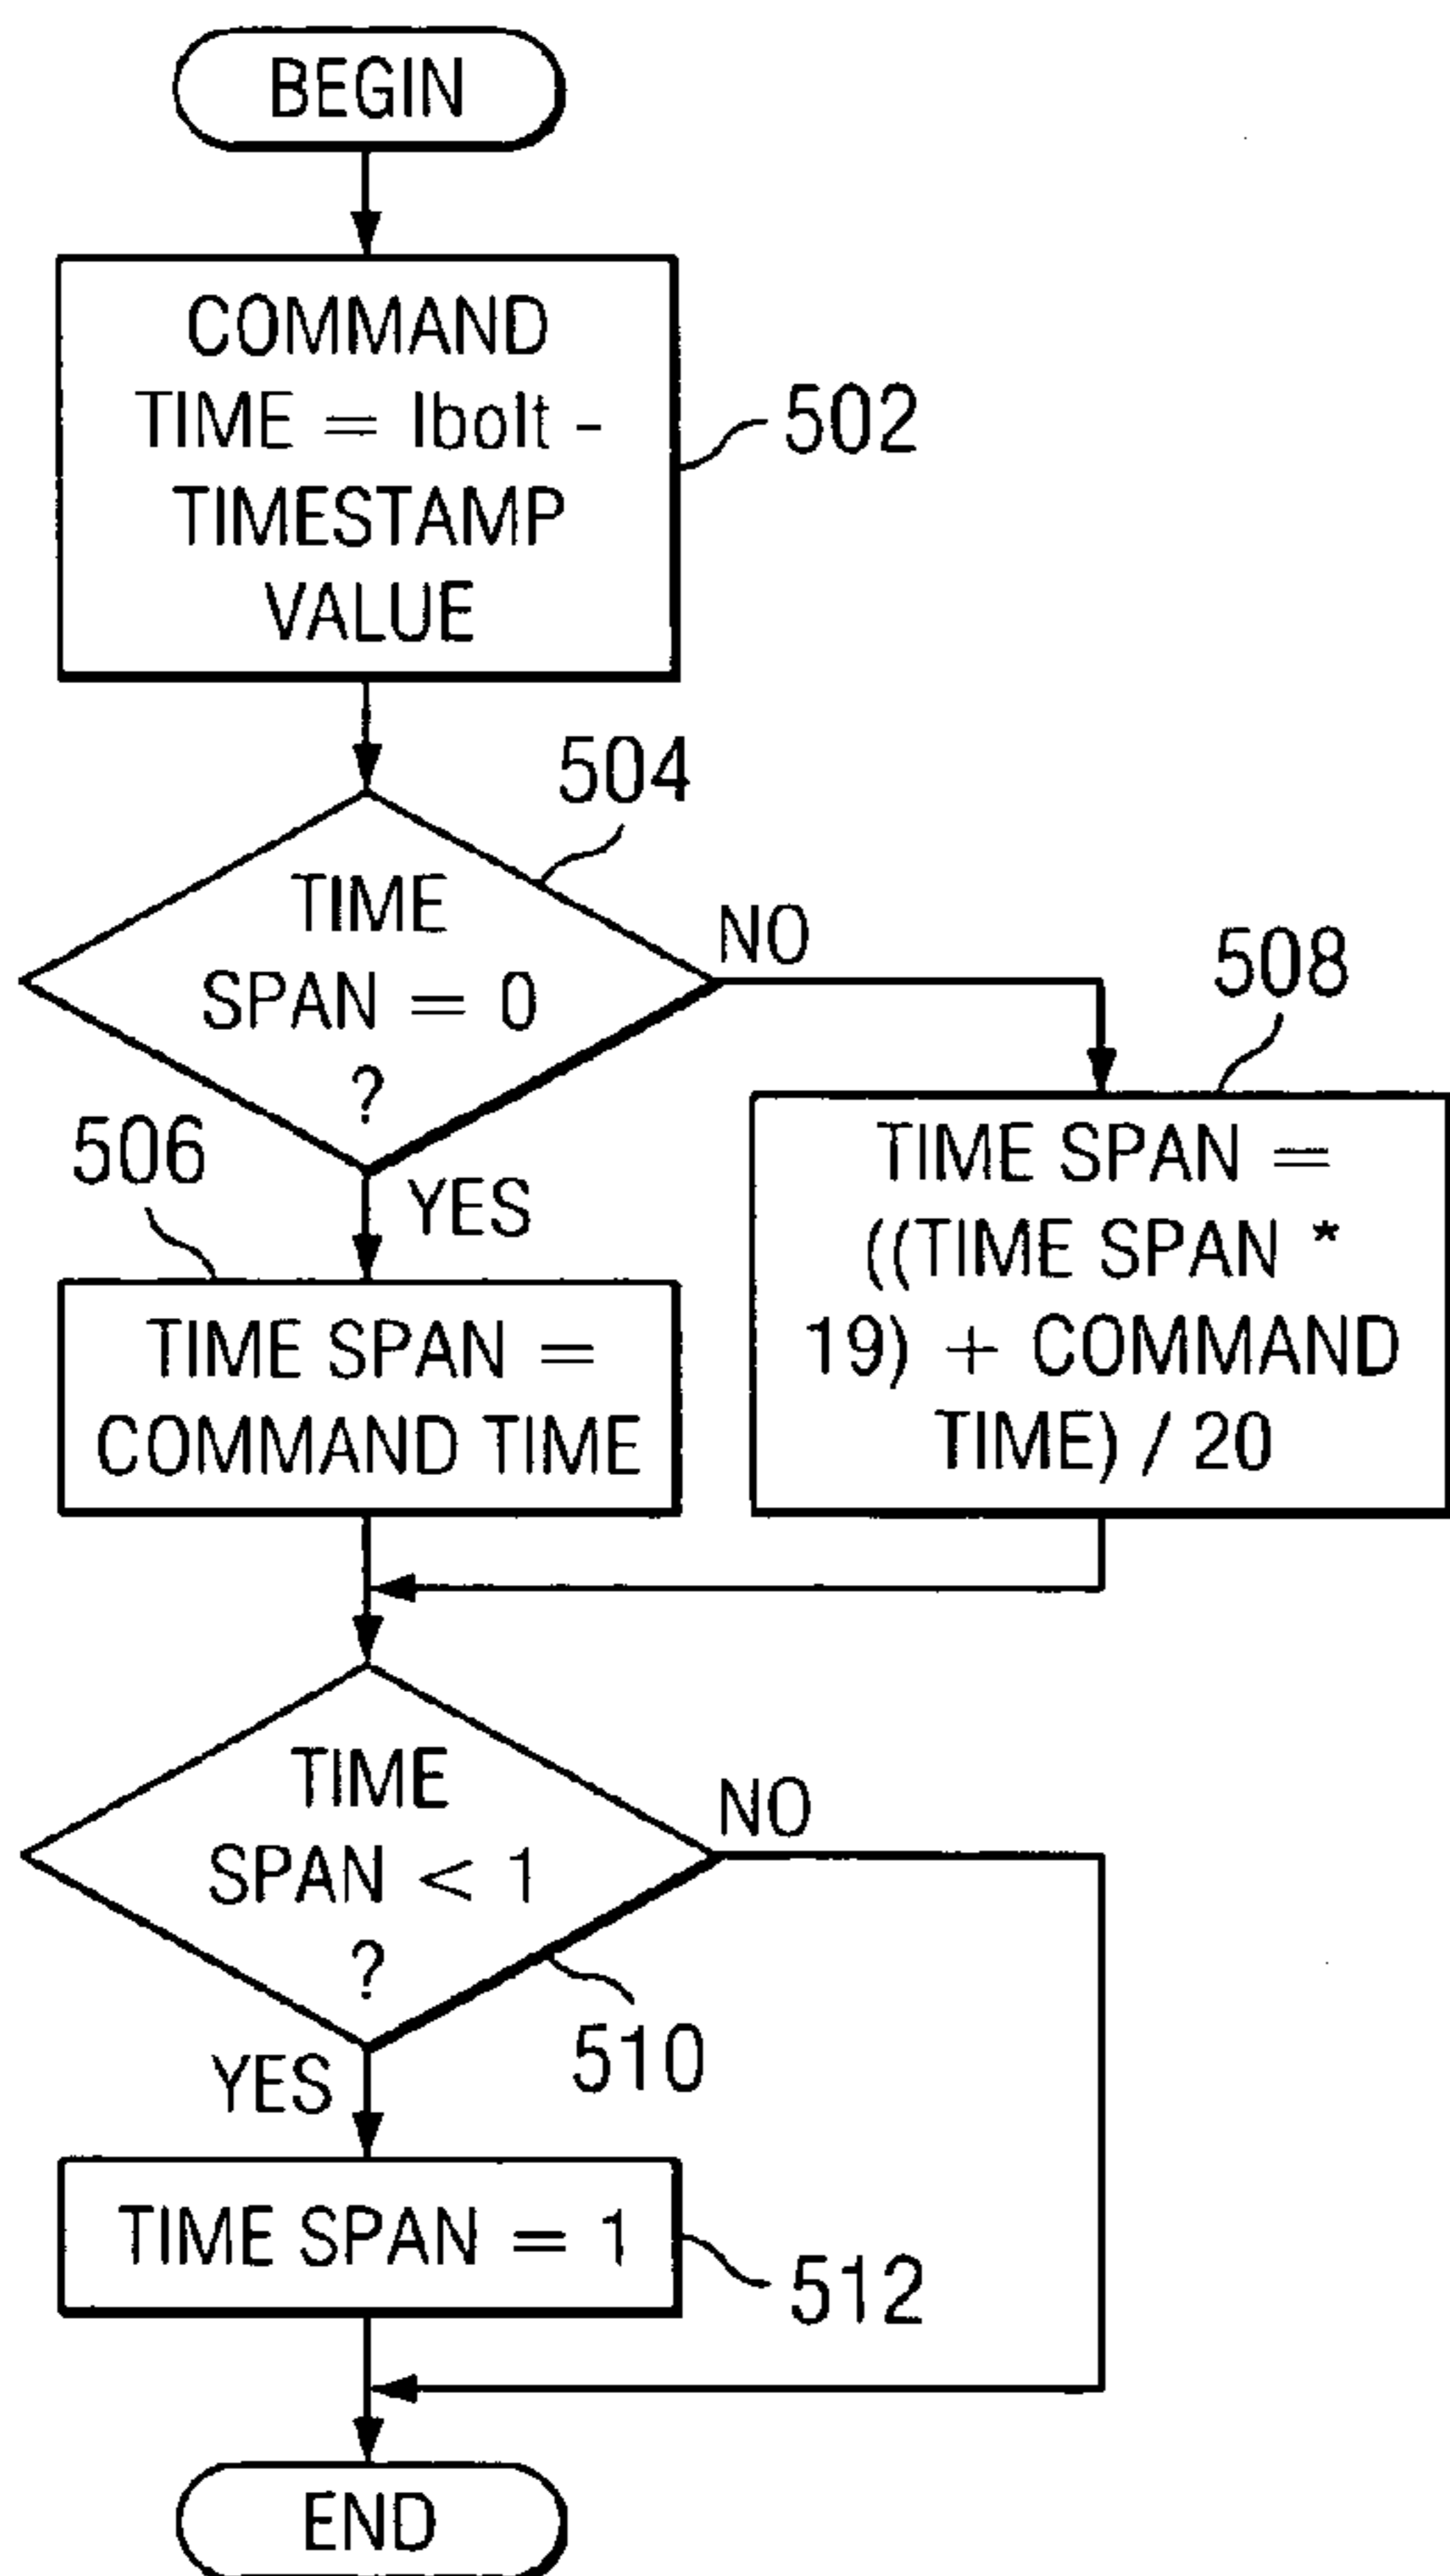 BEGIN
COMMAND
TIME = lbolt -
TIMESTAMP
VALUE
502
504
TIME
SPAN = 0
?
NO
YES
508
TIME SPAN =
((TIME SPAN *
19) + COMMAND
TIME) / 20
506
TIME SPAN =
COMMAND TIME
TIME
SPAN < 1
?
NO
YES
510
TIME SPAN = 1
512
END